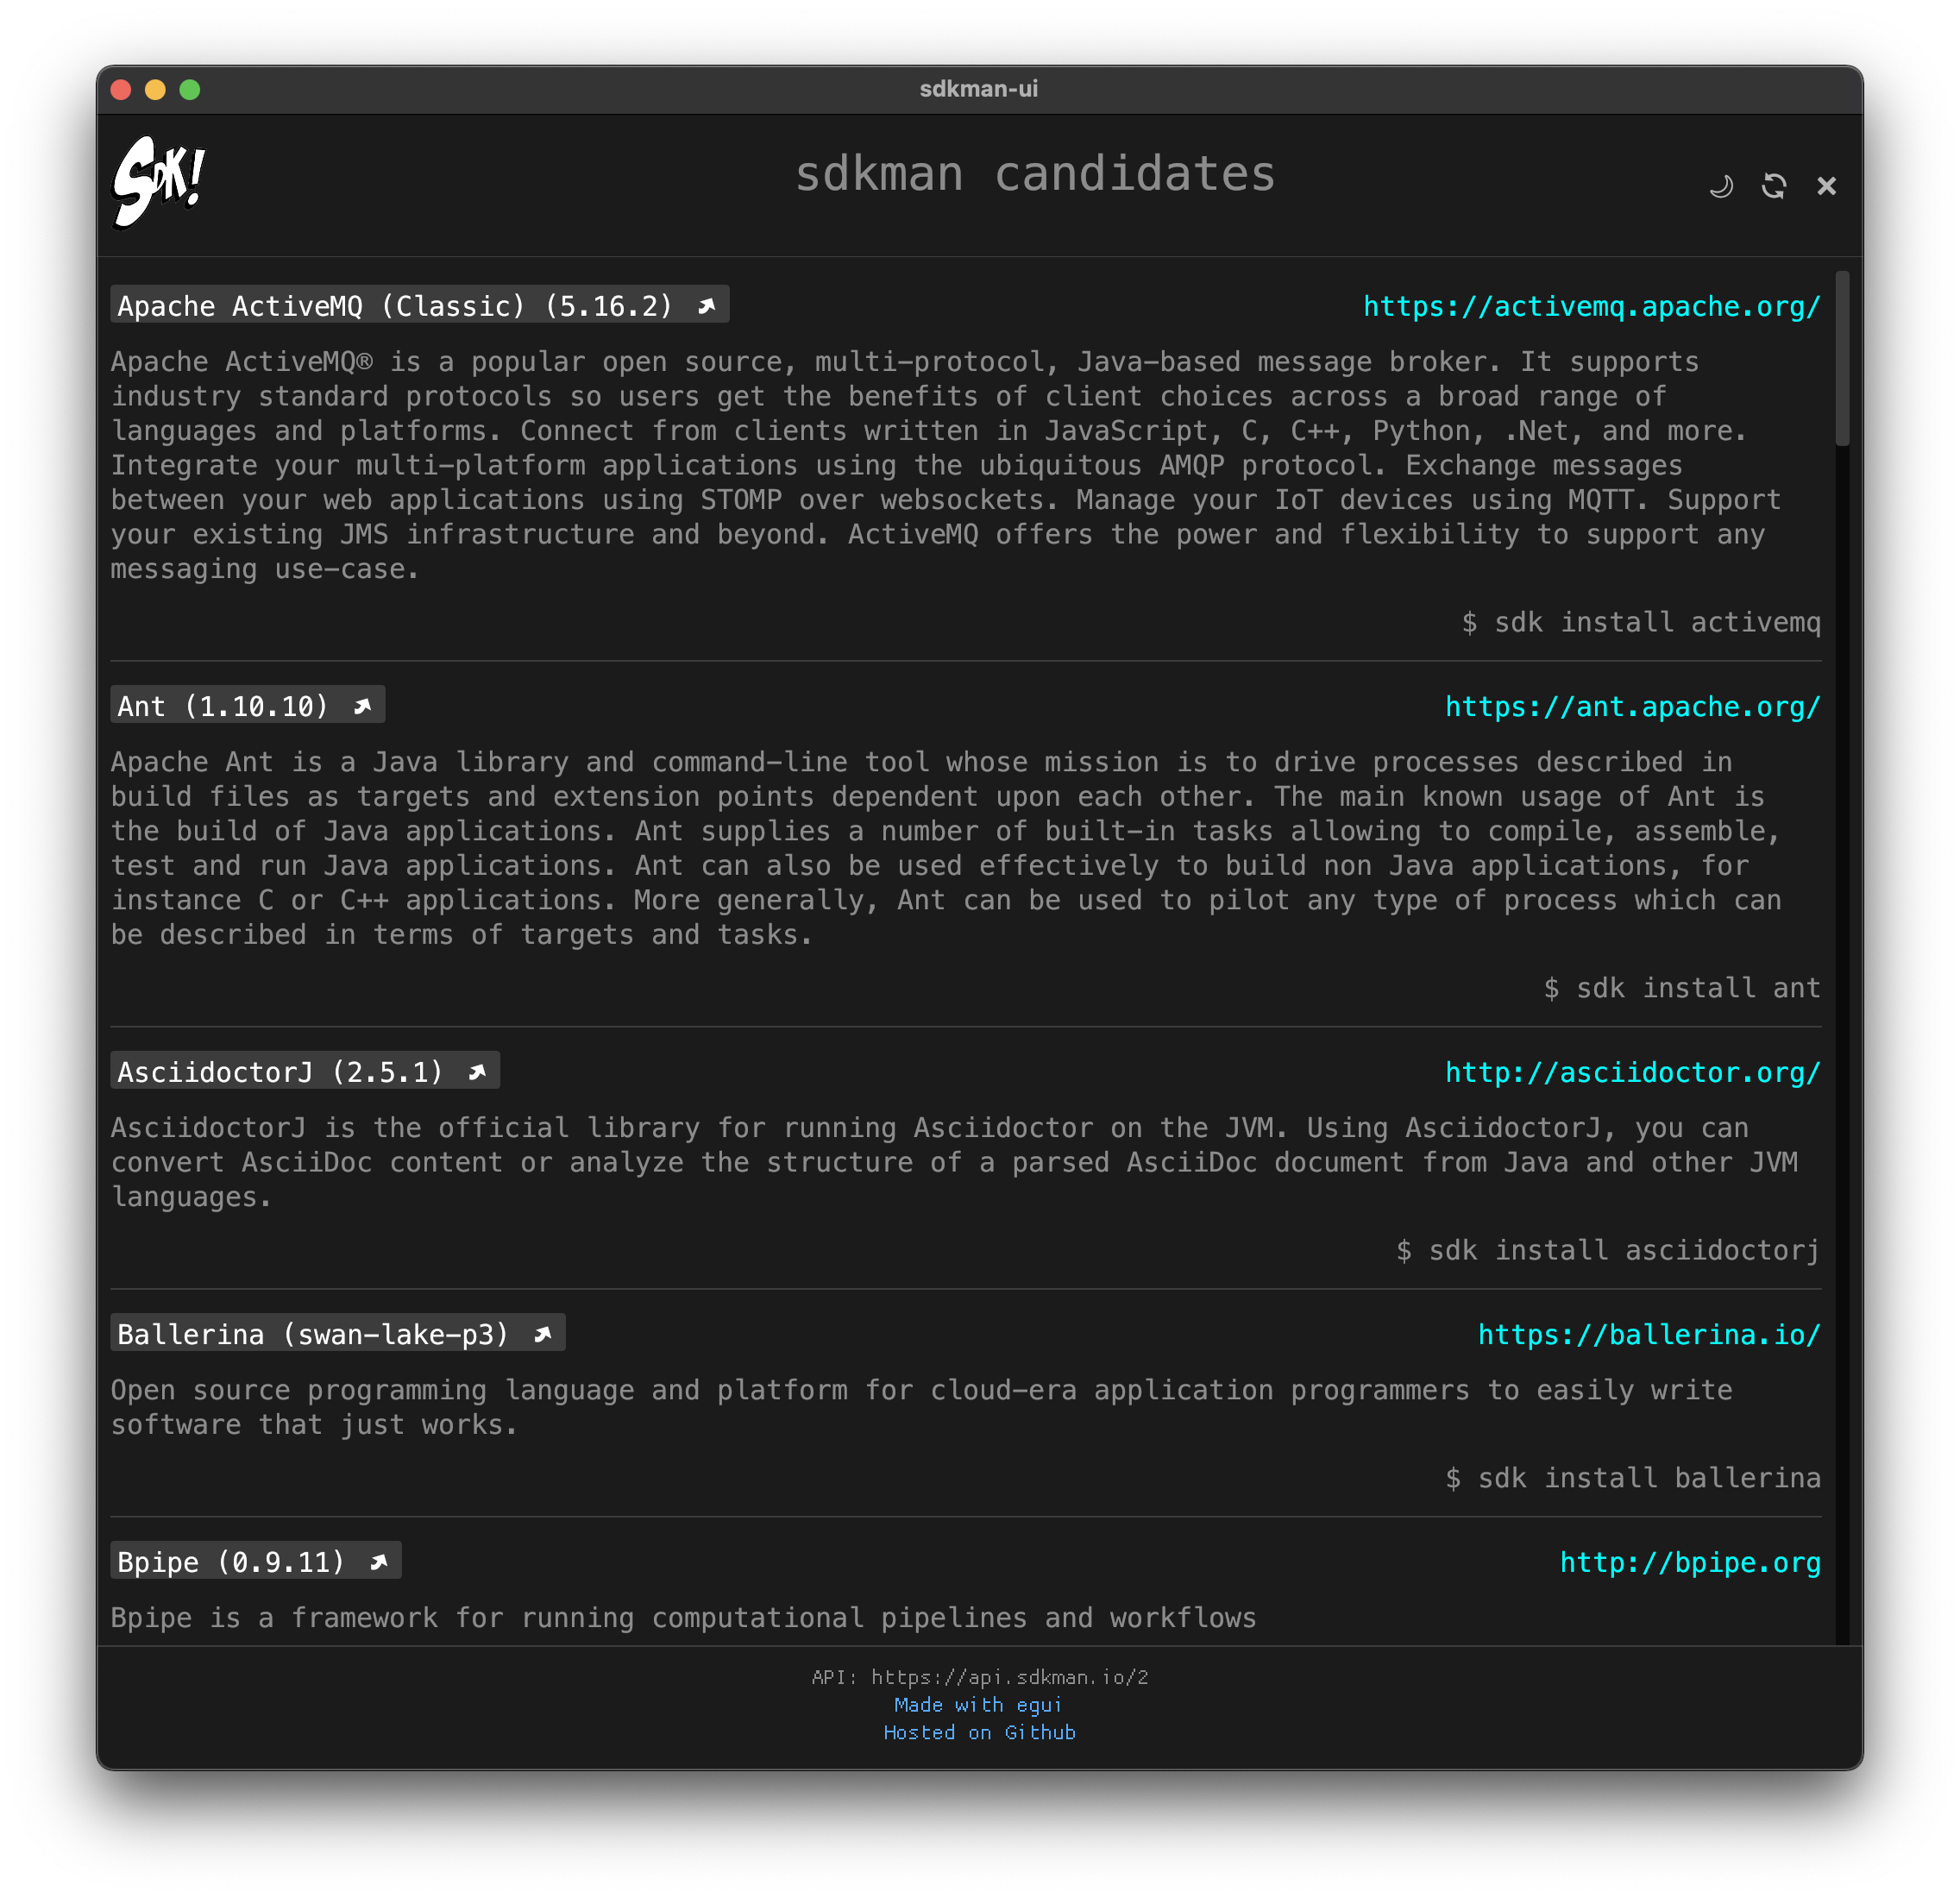 sdkman-ui
SDK!
sdkman candidates
Apache ActiveMQ (Classic) (5.16.2)
https://activemq.apache.org/
Apache ActiveMQ® is a popular open source, multi-protocol, Java-based message broker. It supports
industry standard protocols so users get the benefits of client choices across a broad range of
languages and platforms. Connect from clients written in JavaScript, C, C++, Python, .Net, and more.
Integrate your multi-platform applications using the ubiquitous AMQP protocol. Exchange messages
between your web applications using STOMP over websockets. Manage your IoT devices using MQTT. Support
your existing JMS infrastructure and beyond. ActiveMQ offers the power and flexibility to support any
messaging use-case.
$ sdk install activemq
Ant (1.10.10)
https://ant.apache.org/
Apache Ant is a Java library and command-line tool whose mission is to drive processes described in
build files as targets and extension points dependent upon each other. The main known usage of Ant is
the build of Java applications. Ant supplies a number of built-in tasks allowing to compile, assemble,
test and run Java applications. Ant can also be used effectively to build non Java applications, for
instance C or C++ applications. More generally, Ant can be used to pilot any type of process which can
be described in terms of targets and tasks.
$ sdk install ant
AsciidoctorJ (2.5.1)
http://asciidoctor.org/
AsciidoctorJ is the official library for running Asciidoctor on the JVM. Using AsciidoctorJ, you can
convert AsciiDoc content or analyze the structure of a parsed AsciiDoc document from Java and other JVM
languages.
$ sdk install asciidoctorj
Ballerina (swan-lake-p3)
https://ballerina.io/
Open source programming language and platform for cloud-era application programmers to easily write
software that just works.
$ sdk install ballerina
Bpipe (0.9.11)
http://bpipe.org
Bpipe is a framework for running computational pipelines and workflows
API: https://api.sdkman.io/2
Made with egui
Hosted on Github